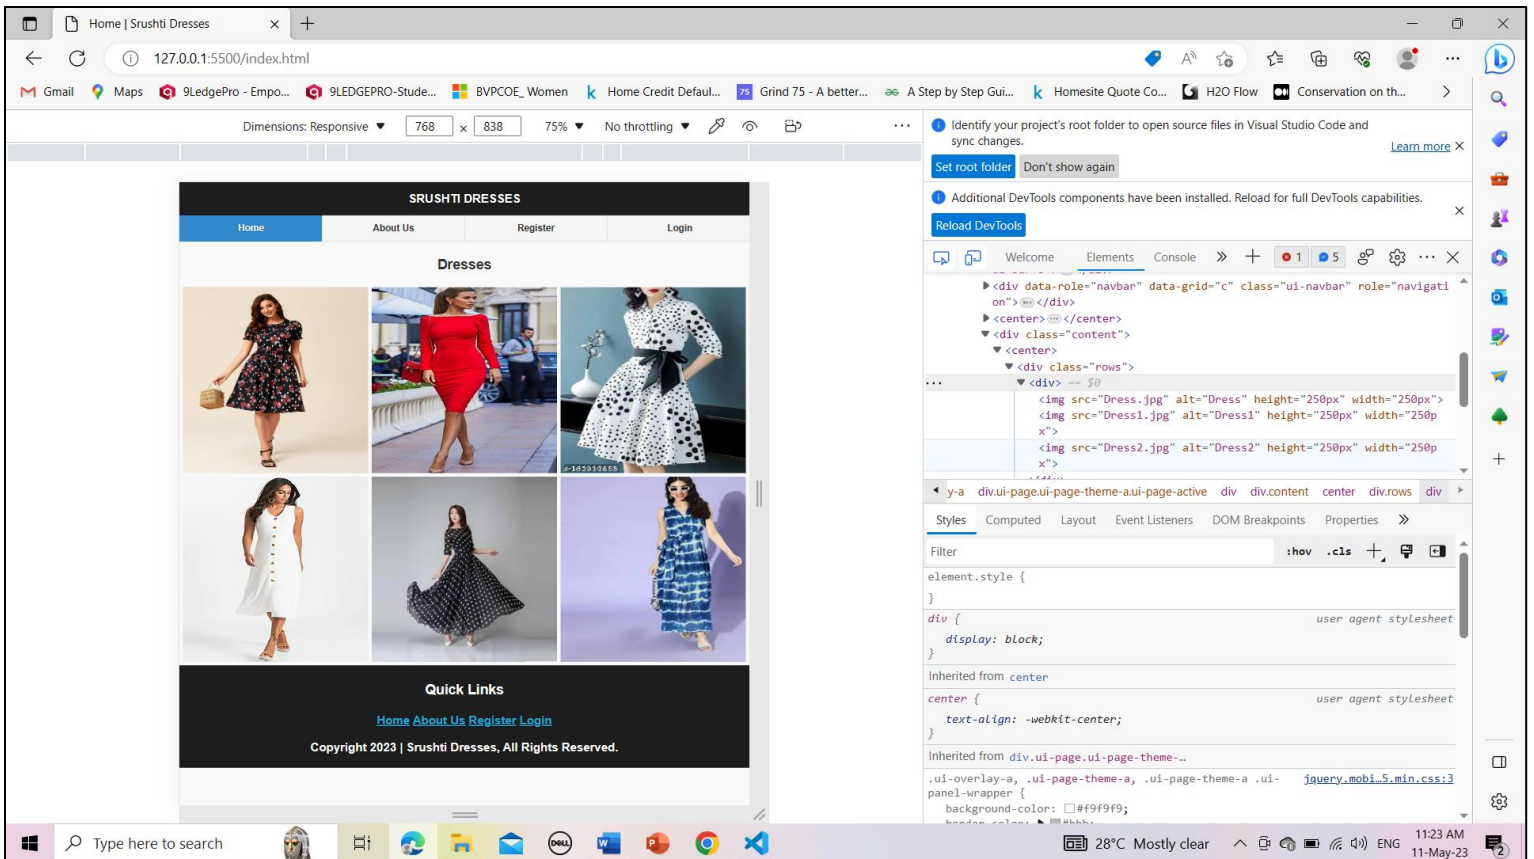 Home | Srushti Dresses
127.0.0.1:5500/index.html
Gmail Maps 9LedgePro - Empo... 9LEDGEPRO-Stude... BVPCOE_ Women Home Credit Defaul... 75 Grind 75 - A better... A Step by Step Gui... Homesite Quote Co... H2O Flow Conservation on th...
Dimensions: Responsive 768 x 838 75% No throttling
SRUSHTI DRESSES
Home About Us Register Login
Dresses
Quick Links
Home About Us Register Login
Copyright 2023 | Srushti Dresses, All Rights Reserved.
Identify your project's root folder to open source files in Visual Studio Code and
sync changes.
Learn more
Set root folder Don't show again
Additional DevTools components have been installed. Reload for full DevTools capabilities.
Reload DevTools
Welcome Elements Console 1 5
<div data-role="navbar" data-grid="c" class="ui-navbar" role="navigati
on"> ... </div>
<center> ... </center>
<div class="content">
<center>
<div class="rows">
... <div> == $0
<img src="Dress.jpg" alt="Dress" height="250px" width="250px">
<img src="Dress1.jpg" alt="Dress1" height="250px" width="250p
x">
<img src="Dress2.jpg" alt="Dress2" height="250px" width="250p
x">
y-a div.ui-page.ui-page-theme-a.ui-page-active div div.content center div.rows div
Styles Computed Layout Event Listeners DOM Breakpoints Properties
Filter :hov .cls
element.style {
}
div { user agent stylesheet
display: block;
}
Inherited from center
center { user agent stylesheet
text-align: -webkit-center;
}
Inherited from div.ui-page.ui-page-theme-...
.ui-overlay-a, .ui-page-theme-a, .ui-page-theme-a .ui- jquery.mobi...5.min.css:3
panel-wrapper {
background-color: #f9f9f9;
Type here to search
DELL
28°C Mostly clear ENG 11:23 AM
11-May-23 2